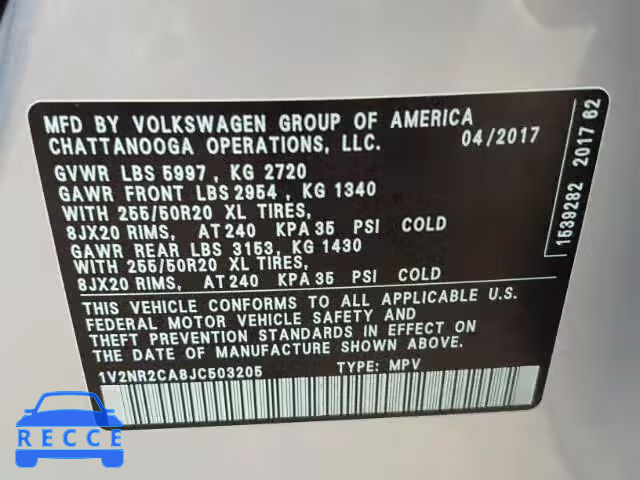 MFD BY VOLKSWAGEN GROUP OF AMERICA
CHATTANOOGA OPERATIONS, LLC. 04/2017
GVWR LBS 5997 , KG 2720
GAWR FRONT LBS 2954 , KG 1340
WITH 255/50R20 XL TIRES,
8JX20 RIMS, AT 240 KPA 35 PSI COLD
GAWR REAR LBS 3153, KG 1430
WITH 255/50R20 XL TIRES,
8JX20 RIMS, AT 240 KPA 35 PSI COLD
THIS VEHICLE CONFORMS TO ALL APPLICABLE U.S.
FEDERAL MOTOR VEHICLE SAFETY AND
THEFT PREVENTION STANDARDS IN EFFECT ON
THE DATE OF MANUFACTURE SHOWN ABOVE.
1V2NR2CA8JC503205 TYPE: MPV
1539282 2017 62
RECCE